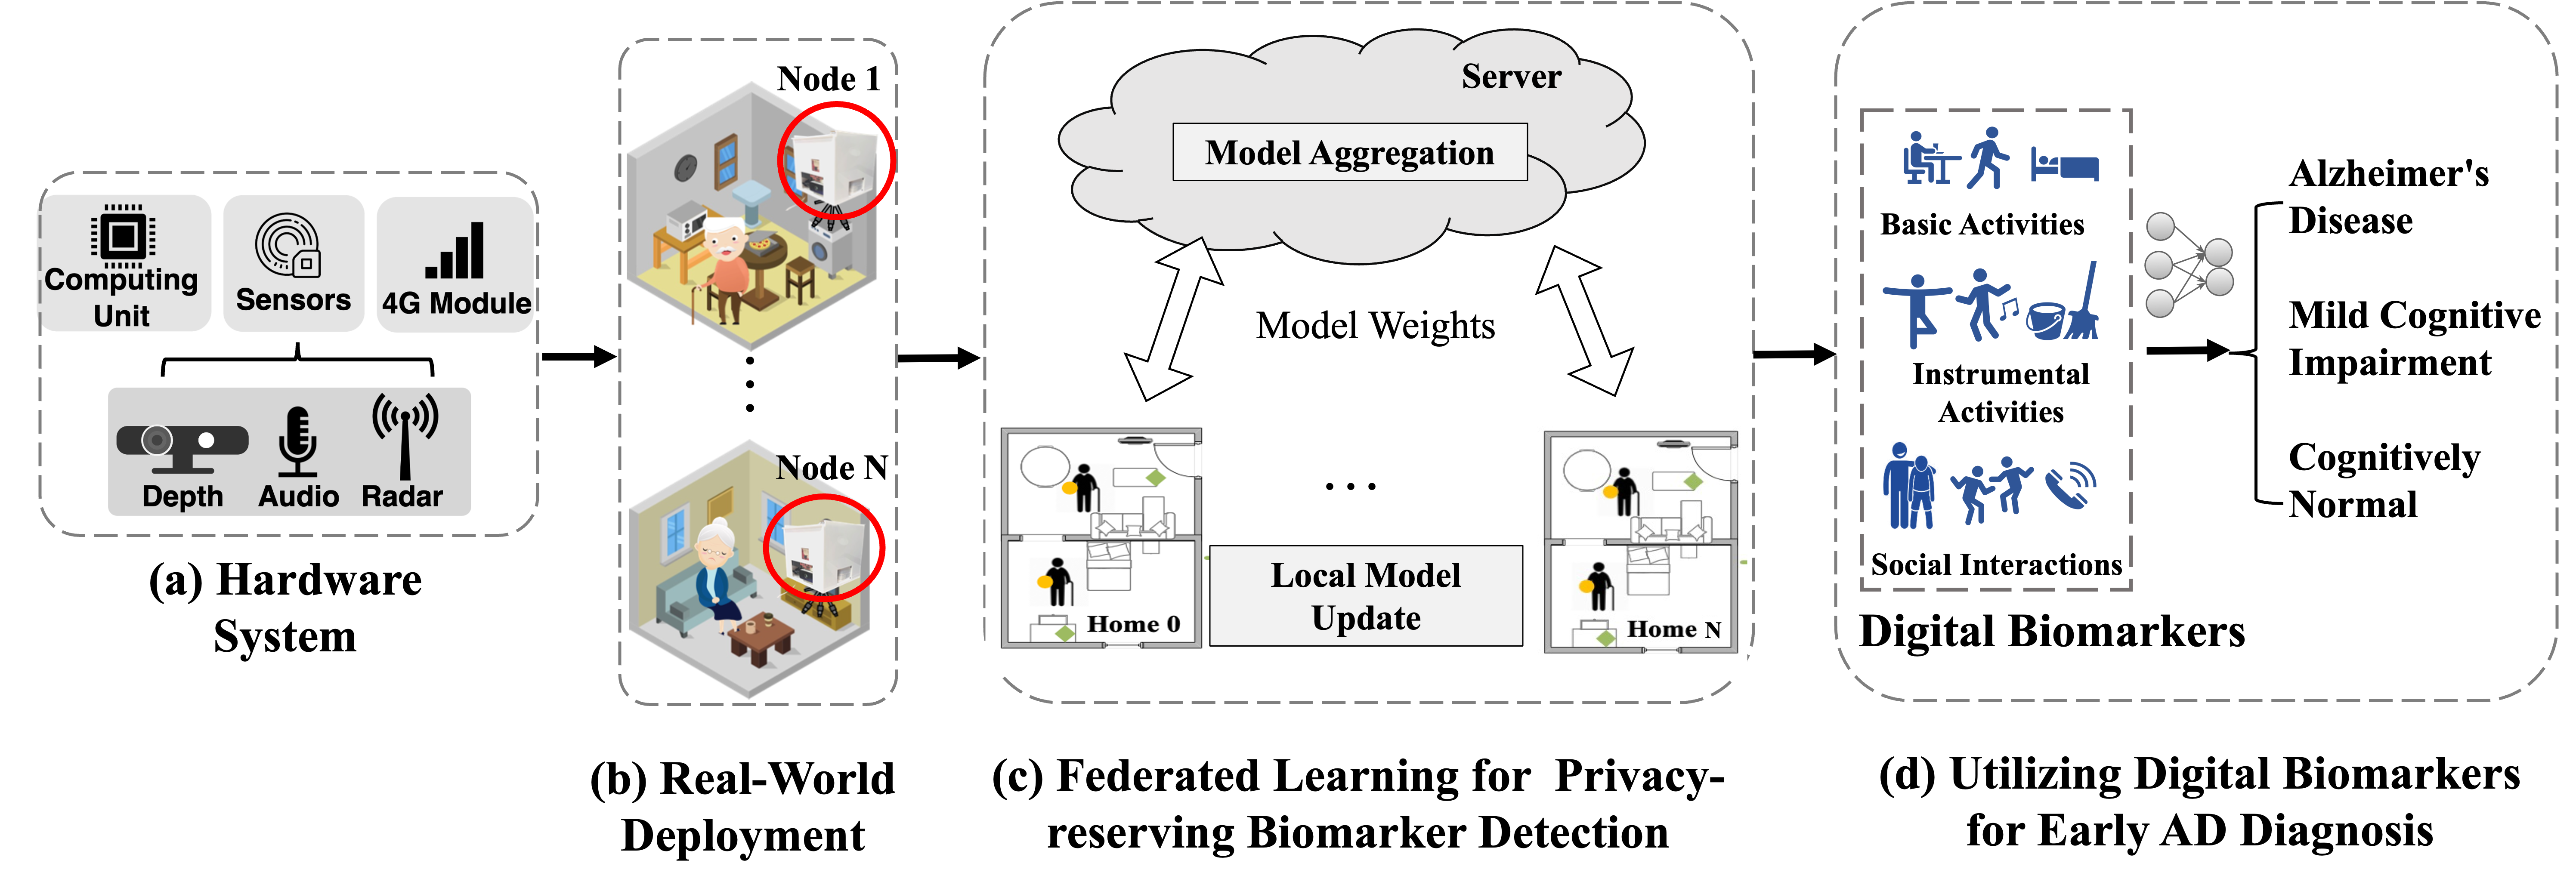 Computing
Unit
Sensors
4G Module
Depth
Audio
Radar
(a) Hardware
System
Node 1
Node N
(b) Real-World
Deployment
Server
Model Aggregation
Model Weights
...
Local Model
Update
Home 0
Home N
(c) Federated Learning for Privacy-
reserving Biomarker Detection
Basic Activities
Instrumental
Activities
Social Interactions
Digital Biomarkers
Alzheimer's
Disease
Mild Cognitive
Impairment
Cognitively
Normal
(d) Utilizing Digital Biomarkers
for Early AD Diagnosis